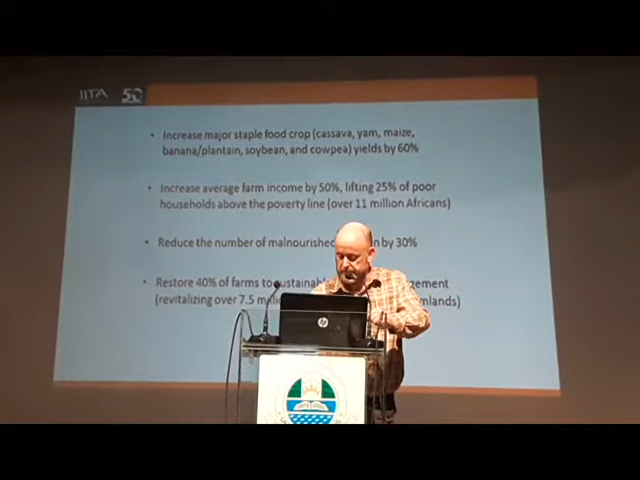 IITA 50
• Increase major staple food crop (cassava, yam, maize,
banana/plantain, soybean, and cowpea) yields by 60%
• Increase average farm income by 50%, lifting 25% of poor
households above the poverty line (over 11 million Africans)
• Reduce the number of malnourished by 30%
• Restore 40% of farms to sustainable
(revitalizing over 7.5 lands)
hp